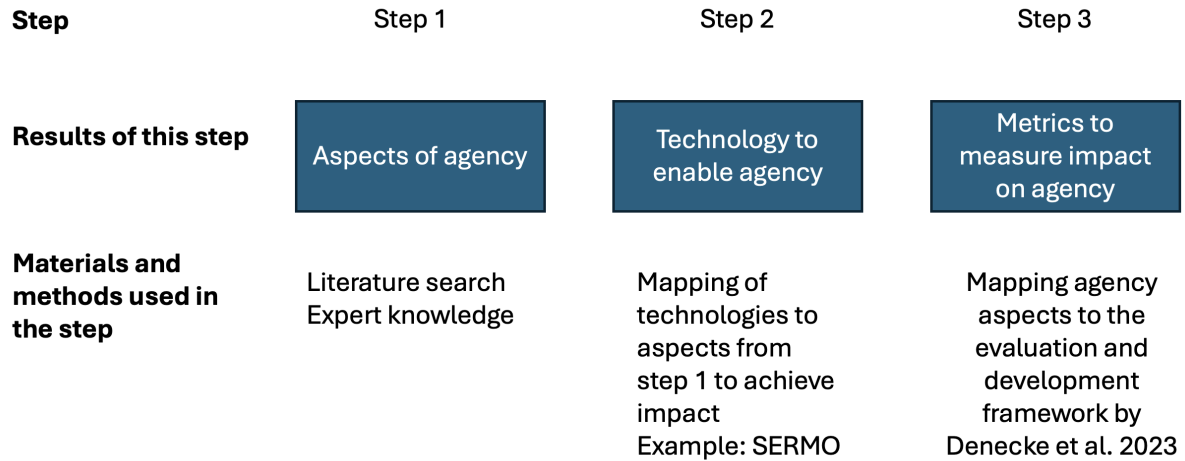 Step
Step 1
Step 2
Step 3
Results of this step
Aspects of agency
Technology to
enable agency
Metrics to
measure impact
on agency
Materials and
methods used in
the step
Literature search
Expert knowledge
Mapping of
technologies to
aspects from
step 1 to achieve
impact
Example: SERMO
Mapping agency
aspects to the
evaluation and
development
framework by
Denecke et al. 2023